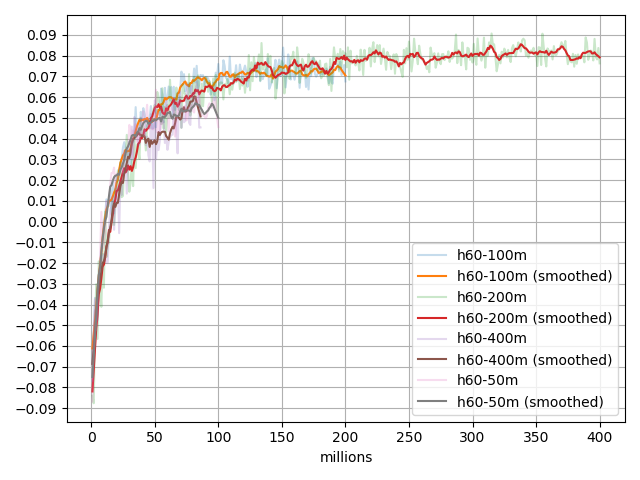 0.09
0.08
0.07
0.06
0.05
0.04
0.03
0.02
0.01
0.00
−0.01
−0.02
−0.03
−0.04
−0.05
−0.06
−0.07
−0.08
−0.09
0 50 100 150 200 250 300 350 400
millions
h60-100m
h60-100m (smoothed)
h60-200m
h60-200m (smoothed)
h60-400m
h60-400m (smoothed)
h60-50m
h60-50m (smoothed)